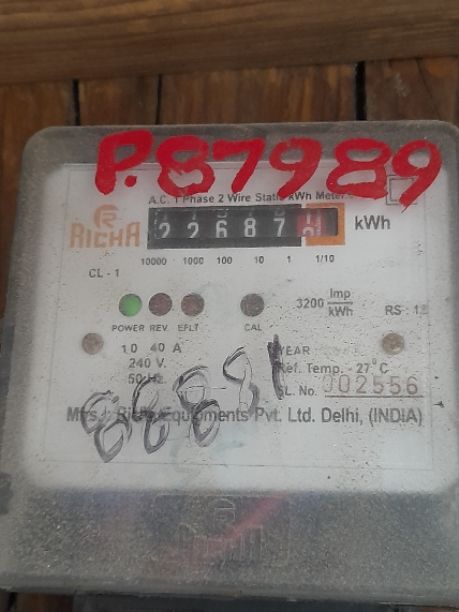 P.87989
A.C. 1 Phase 2 Wire Static kWh Meter
RICHA
22687
kWh
10000 1000 100 10 1 1/10
CL - 1
3200 Imp/kWh
RS : 
POWER REV. EFLT CAL
10 40 A
240 V.
50 Hz.
YEAR
Ref. Temp. - 27°C
SL. No. 002556
Mfrs.: Richa Equipments Pvt. Ltd. Delhi, (INDIA)